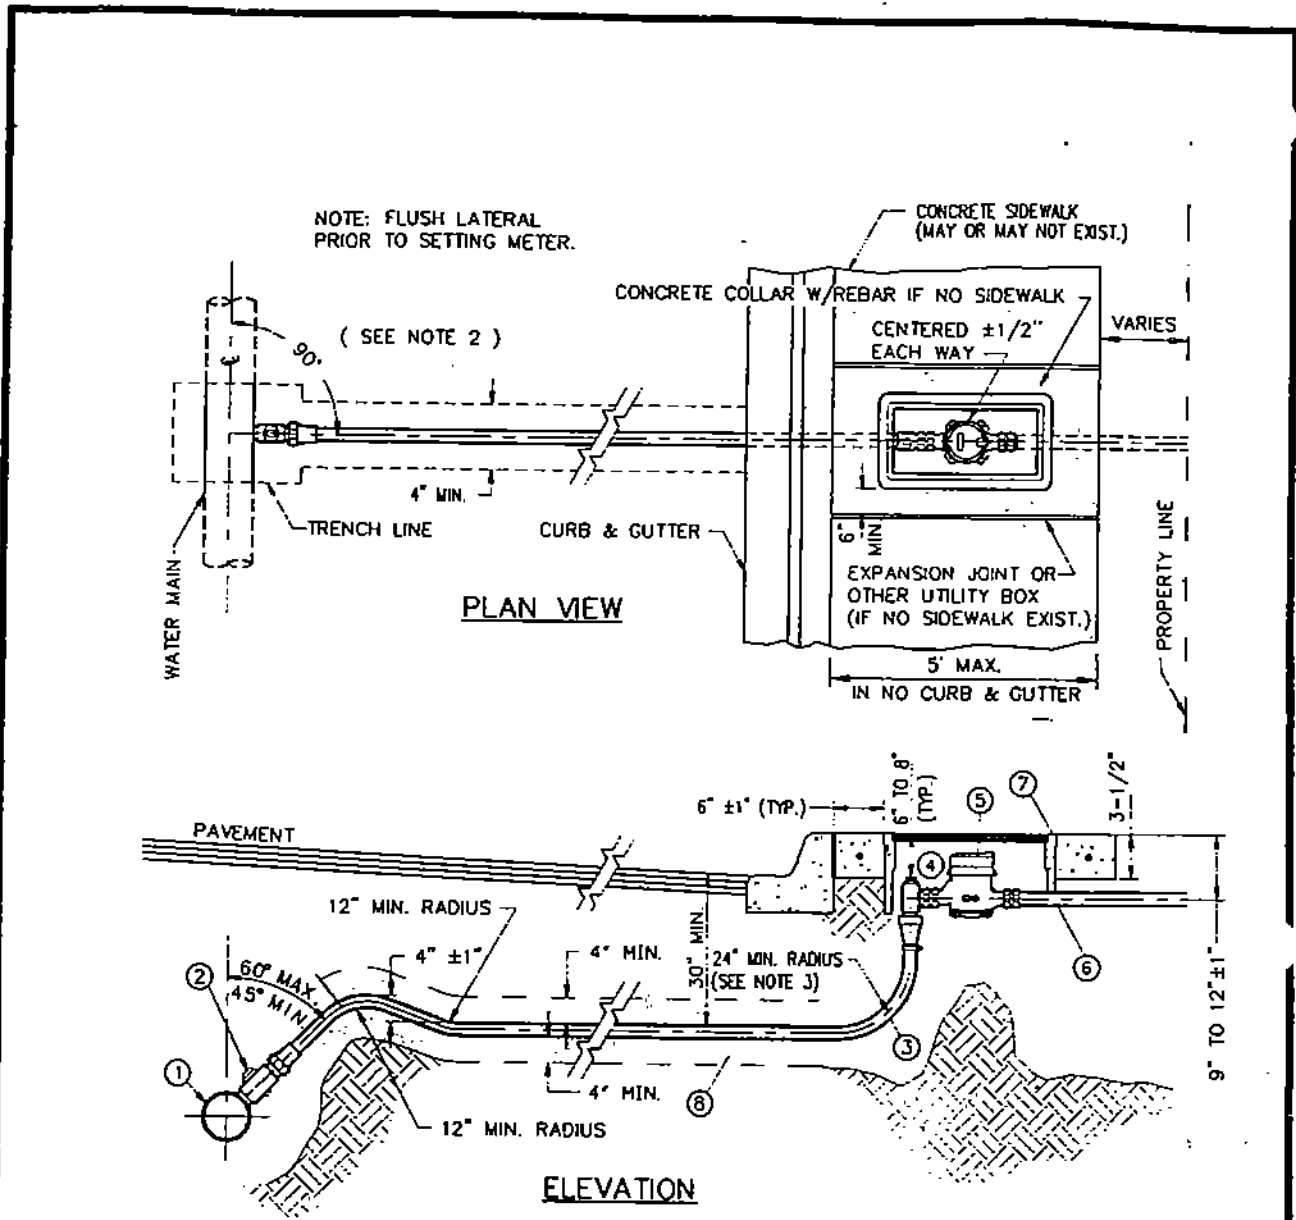 NOTE: FLUSH LATERAL
PRIOR TO SETTING METER.
CONCRETE SIDEWALK
(MAY OR MAY NOT EXIST.)
CONCRETE COLLAR W/REBAR IF NO SIDEWALK
( SEE NOTE 2 )
90°
CENTERED ±1/2"
EACH WAY
VARIES
4" MIN.
TRENCH LINE
CURB & GUTTER
6"
MIN
WATER MAIN
PLAN VIEW
EXPANSION JOINT OR
OTHER UTILITY BOX
(IF NO SIDEWALK EXIST.)
PROPERTY LINE
5' MAX.
IN NO CURB & GUTTER
6" ±1" (TYP.)
6" TO 8"
(TYP.)
5
7
3-1/2"
PAVEMENT
4
12" MIN. RADIUS
4" ±1"
4" MIN.
30" MIN.
24" MIN. RADIUS
(SEE NOTE 3)
6
2
60° MAX.
45° MIN.
9" TO 12"±1"
3
1
4" MIN.
8
12" MIN. RADIUS
ELEVATION